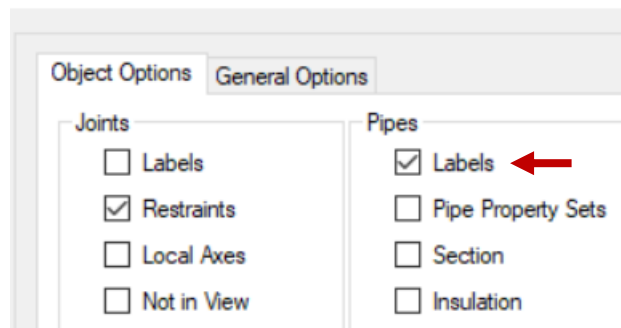 Object Options General Options
Joints Pipes
Labels Labels
Restraints Pipe Property Sets
Local Axes Section
Not in View Insulation